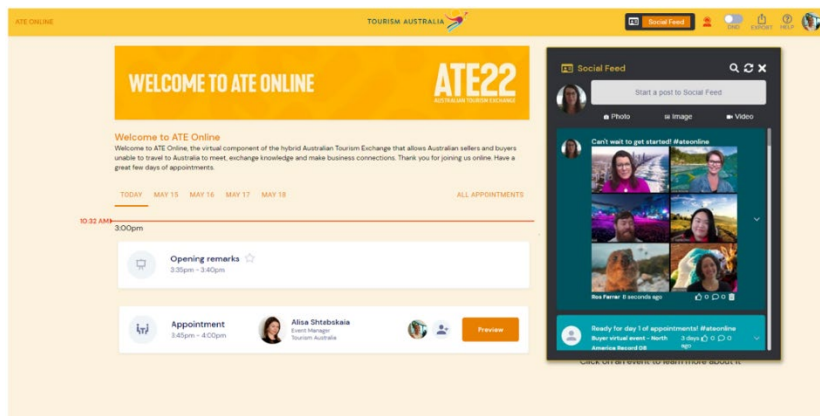 ATE ONLINE
TOURISM AUSTRALIA
Social Feed
DND
EXPORT
HELP
WELCOME TO ATE ONLINE
ATE22
AUSTRALIAN TOURISM EXCHANGE
Welcome to ATE Online
Welcome to ATE Online, the virtual component of the hybrid Australian Tourism Exchange that allows Australian sellers and buyers
unable to travel to Australia to meet, exchange knowledge and make business connections. Thank you for joining us online. Have a
great few days of appointments.
TODAY MAY 15 MAY 16 MAY 17 MAY 18 ALL APPOINTMENTS
10:32 AM
3:00pm
Opening remarks
3:35pm - 3:40pm
Appointment
3:45pm - 4:00pm
Alisa Shtabskaia
Event Manager
Tourism Australia
Preview
Social Feed
Start a post to Social Feed
Photo Image Video
Can't wait to get started! #ateonline
Ros Ferrer 8 seconds ago 0 0
Ready for day 1 of appointments! #ateonline
Buyer virtual event - North 3 days 0 0
America Record DB ago
Click on an event to learn more about it